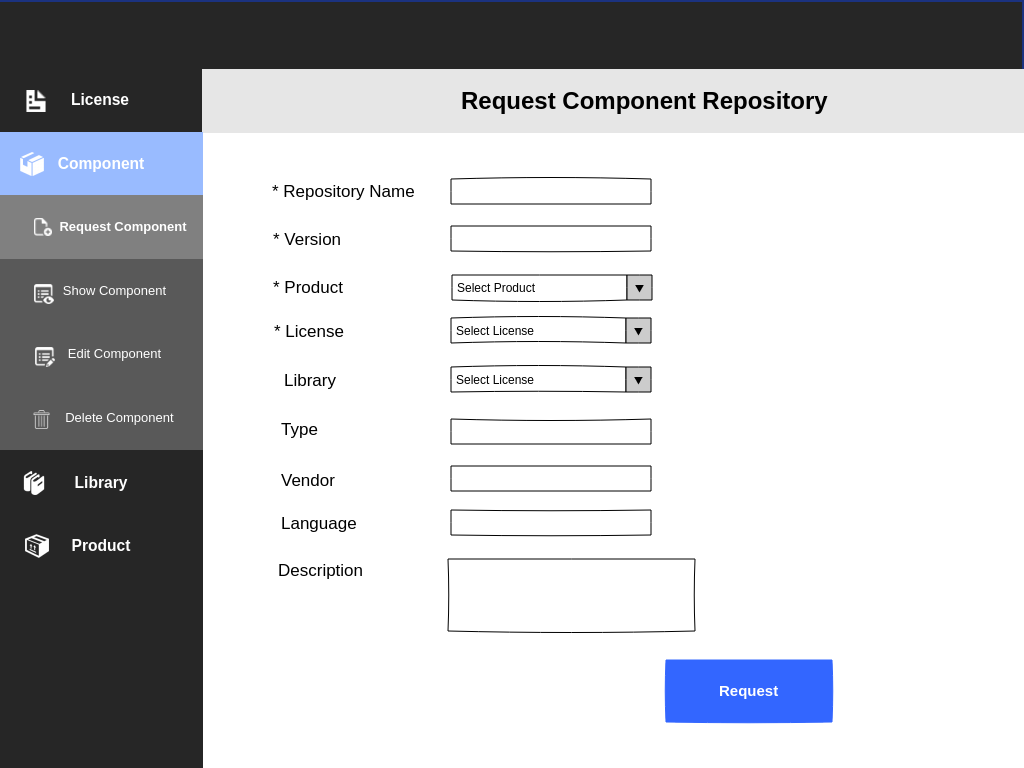 License
Component
Request Component
Show Component
Edit Component
Delete Component
Library
Product
Request Component Repository
* Repository Name
* Version
* Product Select Product
* License Select License
Library Select License
Type
Vendor
Language
Description
Request